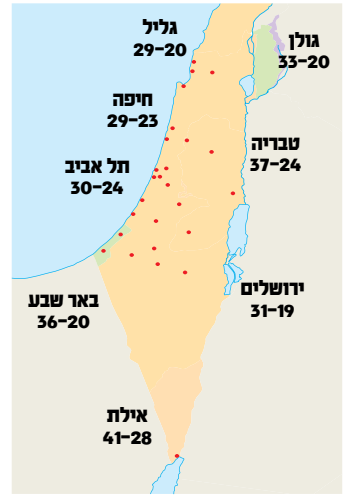 גליל
29–20
גולן
33–20
חיפה
29–23
טבריה
37–24
תל אביב
30–24
ירושלים
31–19
באר שבע
36–20
אילת
41–28